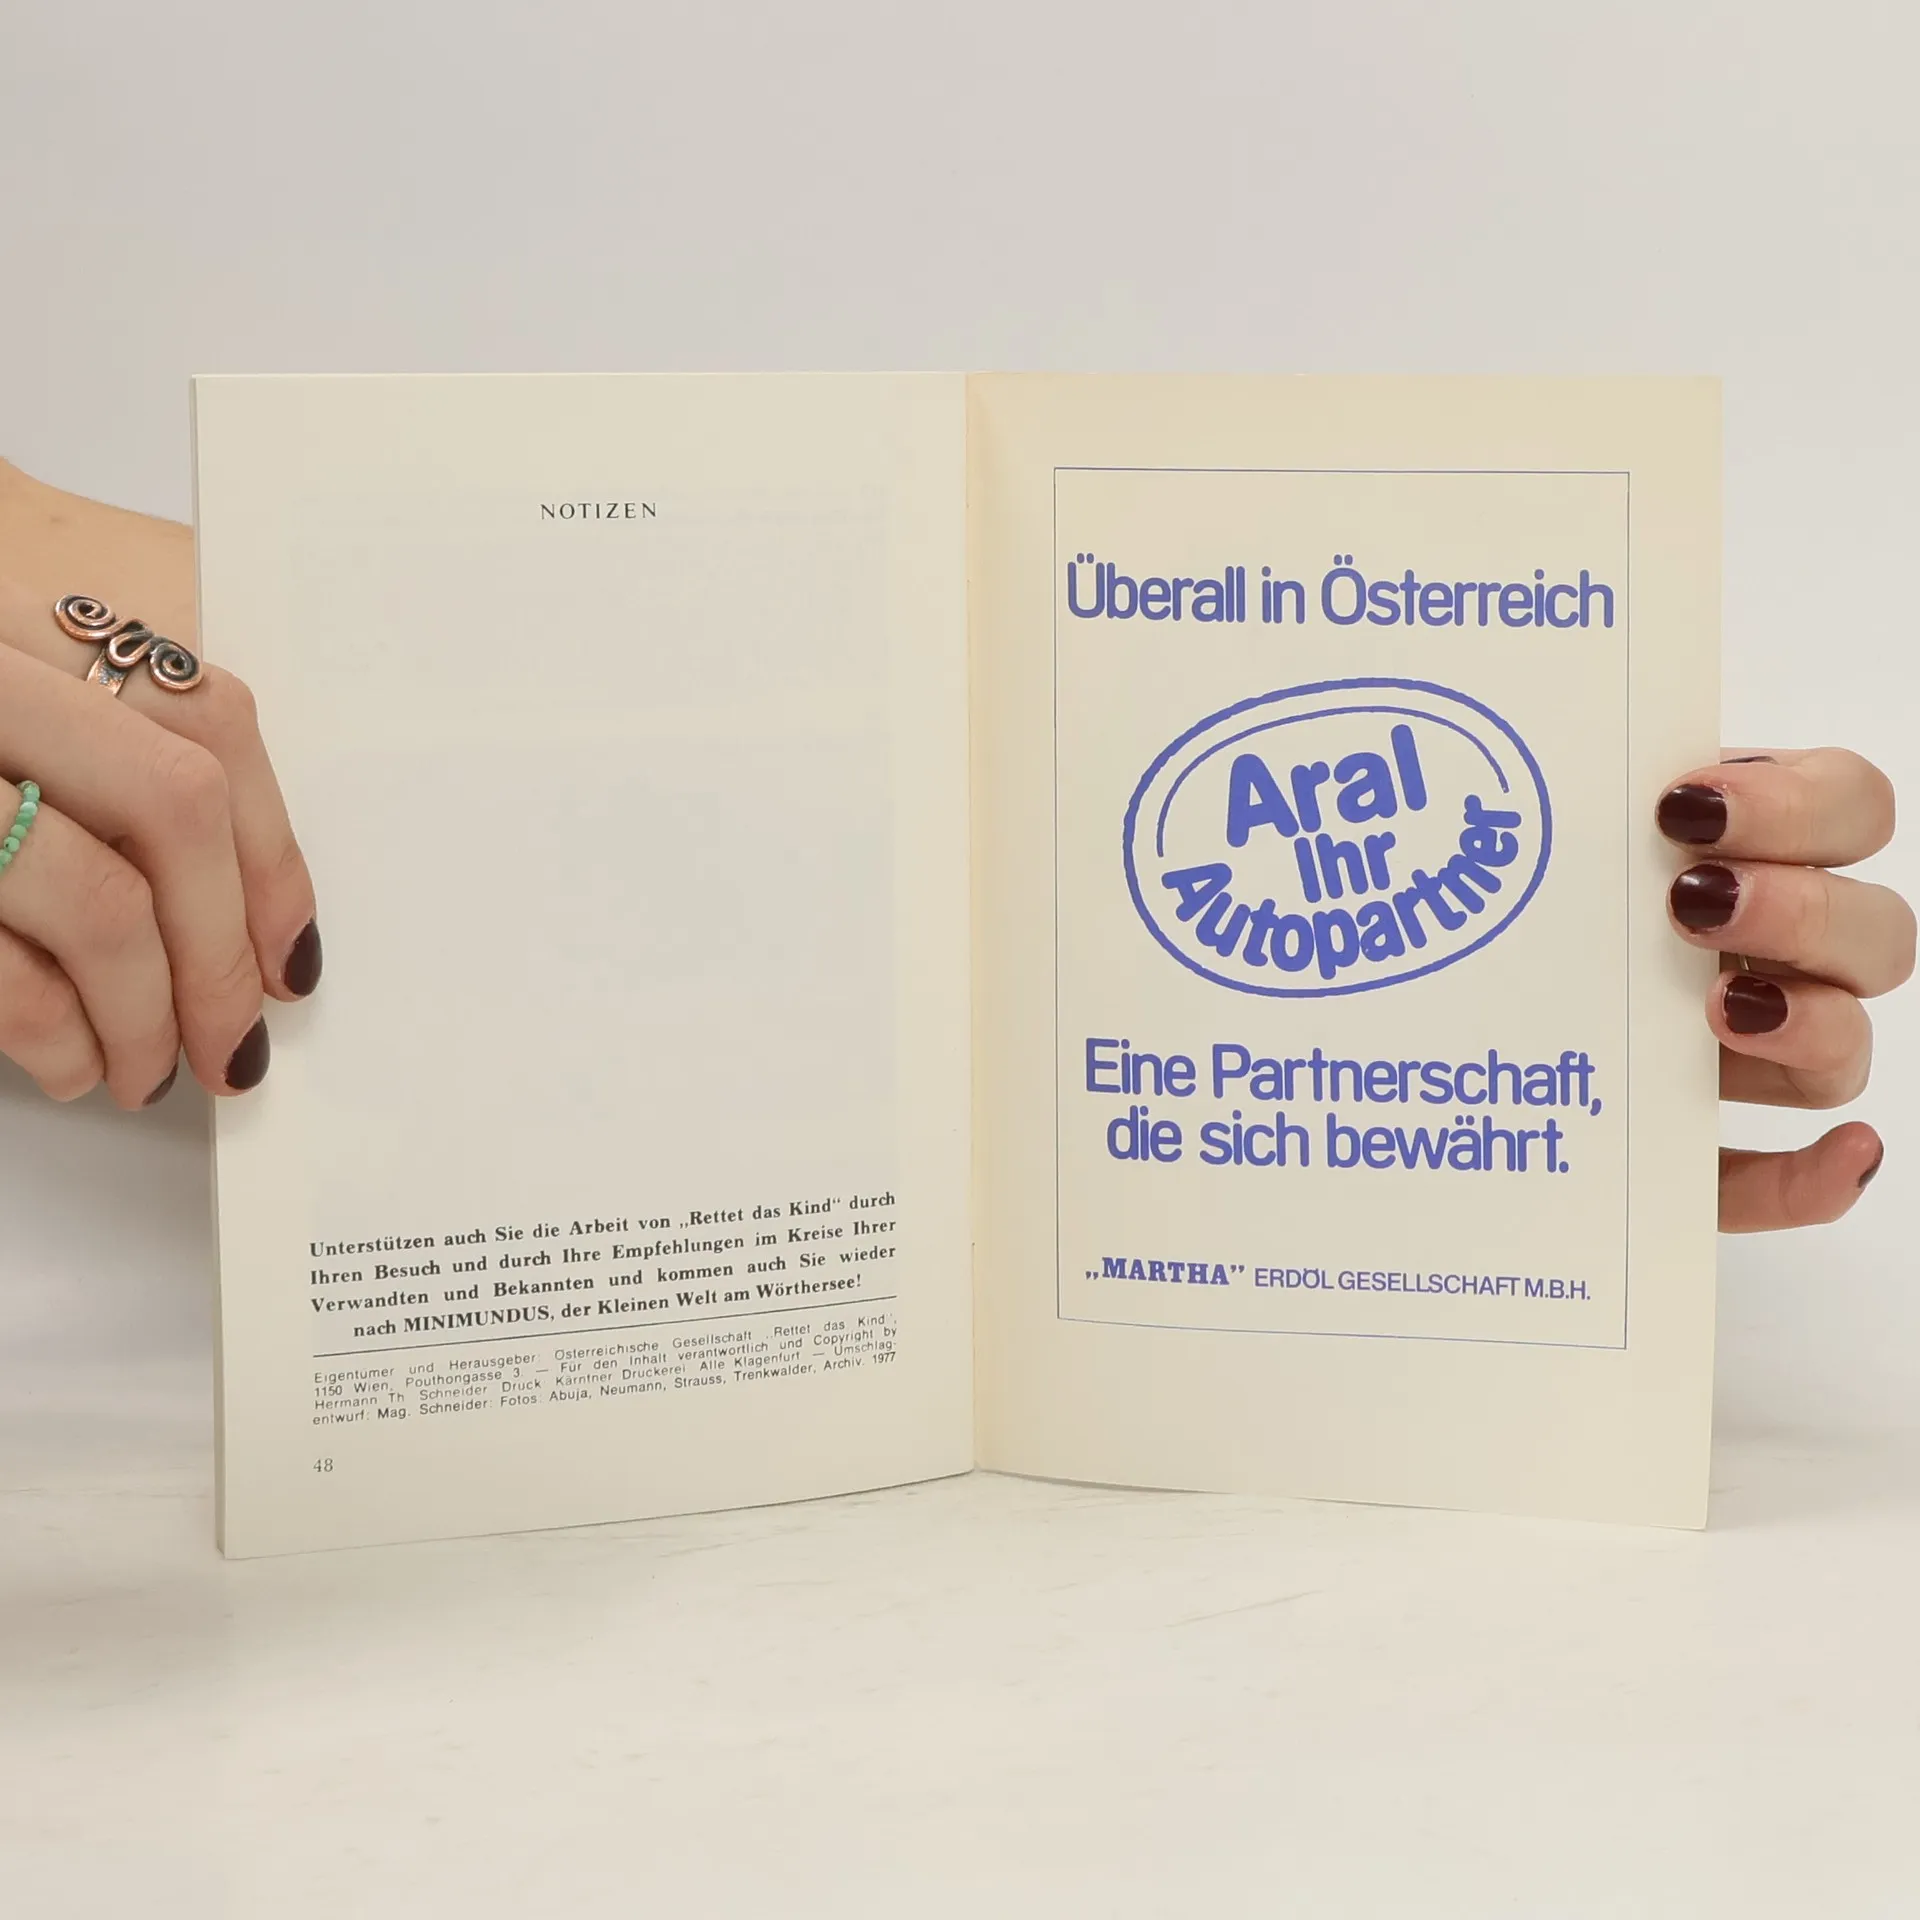 NOTIZEN
Unterstützen auch Sie die Arbeit von „Rettet das Kind“ durch
Ihren Besuch und durch Ihre Empfehlungen im Kreise Ihrer
Verwandten und Bekannten und kommen auch Sie wieder
nach MINIMUNDUS, der Kleinen Welt am Wörthersee!
Eigentümer und Herausgeber: Österreichische Gesellschaft „Rettet das Kind“,
1150 Wien, Pouthongasse 3. — Für den Inhalt verantwortlich und Copyright by
Hermann Th. Schneider. Druck: Kärntner Druckerei. Alle Klagenfurt — Umschlag-
entwurf: Mag. Schneider: Fotos: Abuja, Neumann, Strauss, Trenkwalder, Archiv. 1977
48
Überall in Österreich
Aral
Ihr
Autopartner
Eine Partnerschaft,
die sich bewährt.
„MARTHA” ERDÖL GESELLSCHAFT M.B.H.